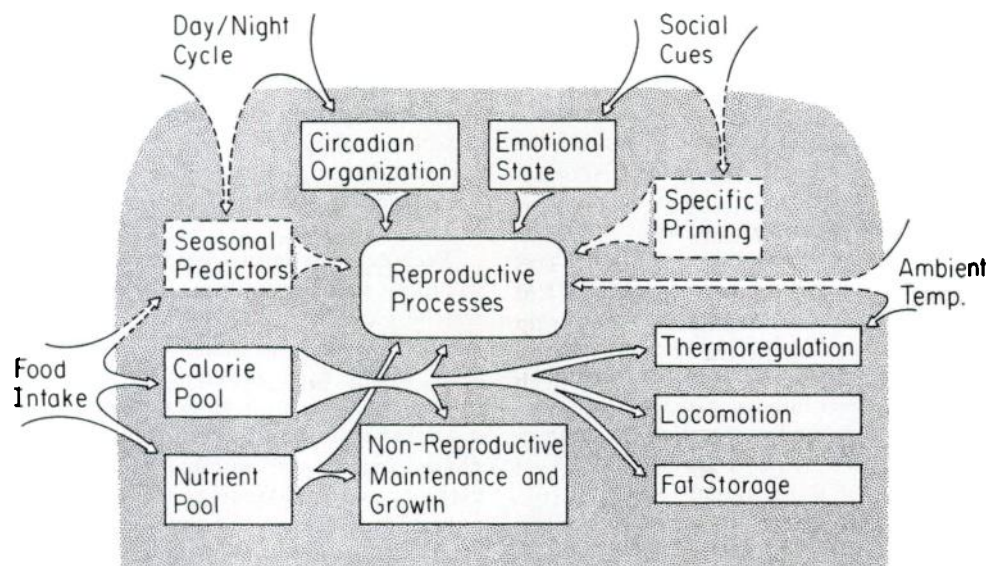 Day/Night
Cycle
Social
Cues
Circadian
Organization
Emotional
State
Specific
Priming
Seasonal
Predictors
Reproductive
Processes
Ambient
Temp.
Food
Intake
Calorie
Pool
Thermoregulation
Locomotion
Nutrient
Pool
Non-Reproductive
Maintenance and
Growth
Fat Storage